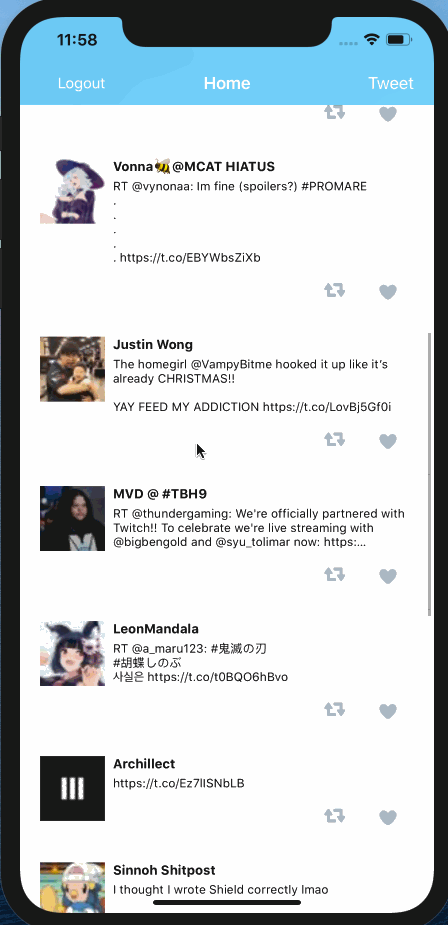 11:58
Logout Home Tweet
Vonna🐝@MCAT HIATUS
RT @vynonaa: Im fine (spoilers?) #PROMARE
.
.
.
.
. https://t.co/EBYWbsZiXb
Justin Wong
The homegirl @VampyBitme hooked it up like it's
already CHRISTMAS!!
YAY FEED MY ADDICTION https://t.co/LovBj5Gf0i
MVD @ #TBH9
RT @thundergaming: We're officially partnered with
Twitch!! To celebrate we're live streaming with
@bigbengold and @syu_tolimar now: https:...
LeonMandala
RT @a_maru123: #鬼滅の刃
#胡蝶しのぶ
사실은 https://t.co/t0BQO6hBvo
Archillect
https://t.co/Ez7lISNbLB
Sinnoh Shitpost
I thought I wrote Shield correctly lmao